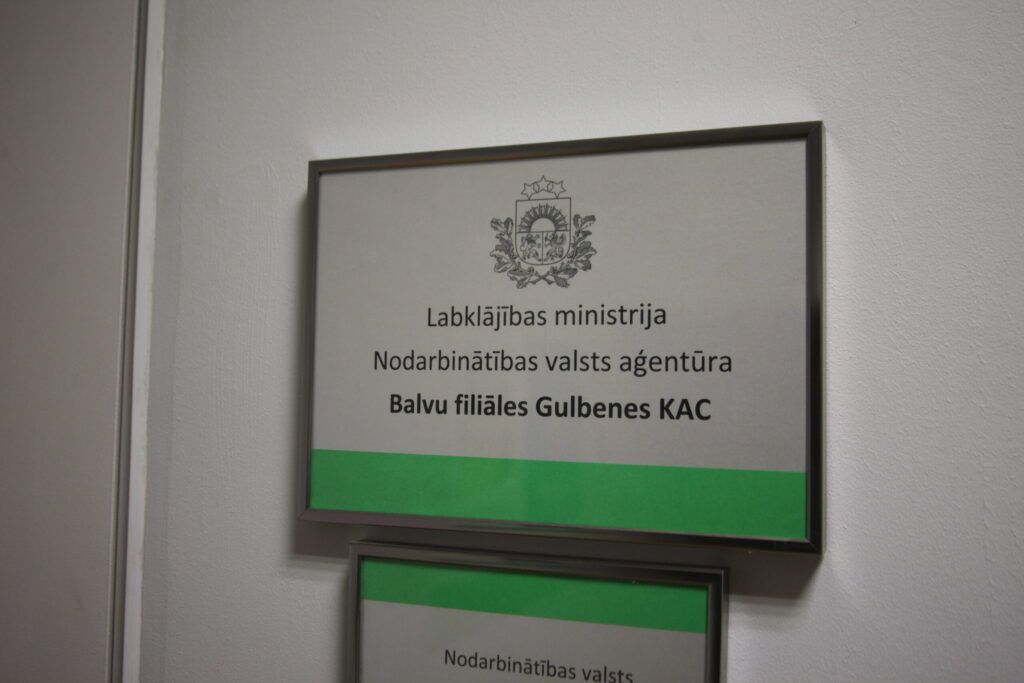 Labklājības ministrija
Nodarbinātības valsts aģentūra
Balvu filiāles Gulbenes KAC
Nodarbinātības valsts